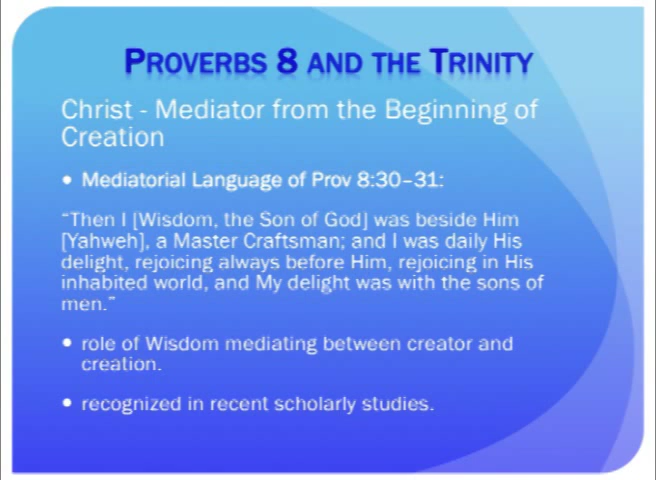 PROVERBS 8 AND THE TRINITY
Christ - Mediator from the Beginning of
Creation
• Mediatorial Language of Prov 8:30–31:
“Then I [Wisdom, the Son of God] was beside Him
[Yahweh], a Master Craftsman; and I was daily His
delight, rejoicing always before Him, rejoicing in His
inhabited world, and My delight was with the sons of
men.”
• role of Wisdom mediating between creator and
creation.
• recognized in recent scholarly studies.